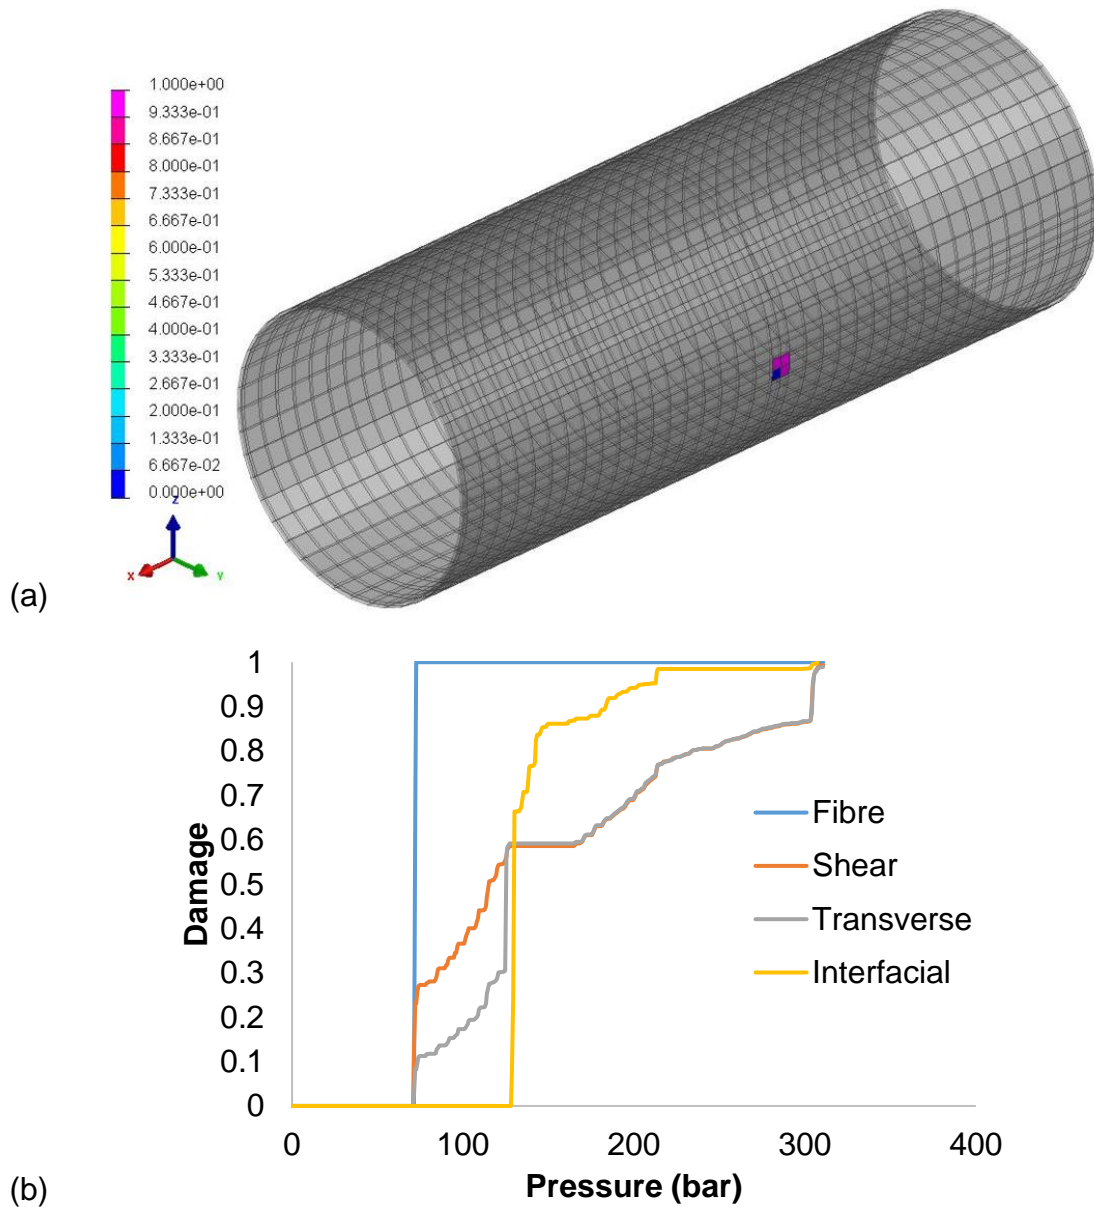 1.000e+00
9.333e-01
8.667e-01
8.000e-01
7.333e-01
6.667e-01
6.000e-01
5.333e-01
4.667e-01
4.000e-01
3.333e-01
2.667e-01
2.000e-01
1.333e-01
6.667e-02
0.000e+00
Z
X
Y
(a)
1
0.9
0.8
0.7
0.6
0.5
0.4
0.3
0.2
0.1
0
Damage
Fibre
Shear
Transverse
Interfacial
0 100 200 300 400
Pressure (bar)
(b)